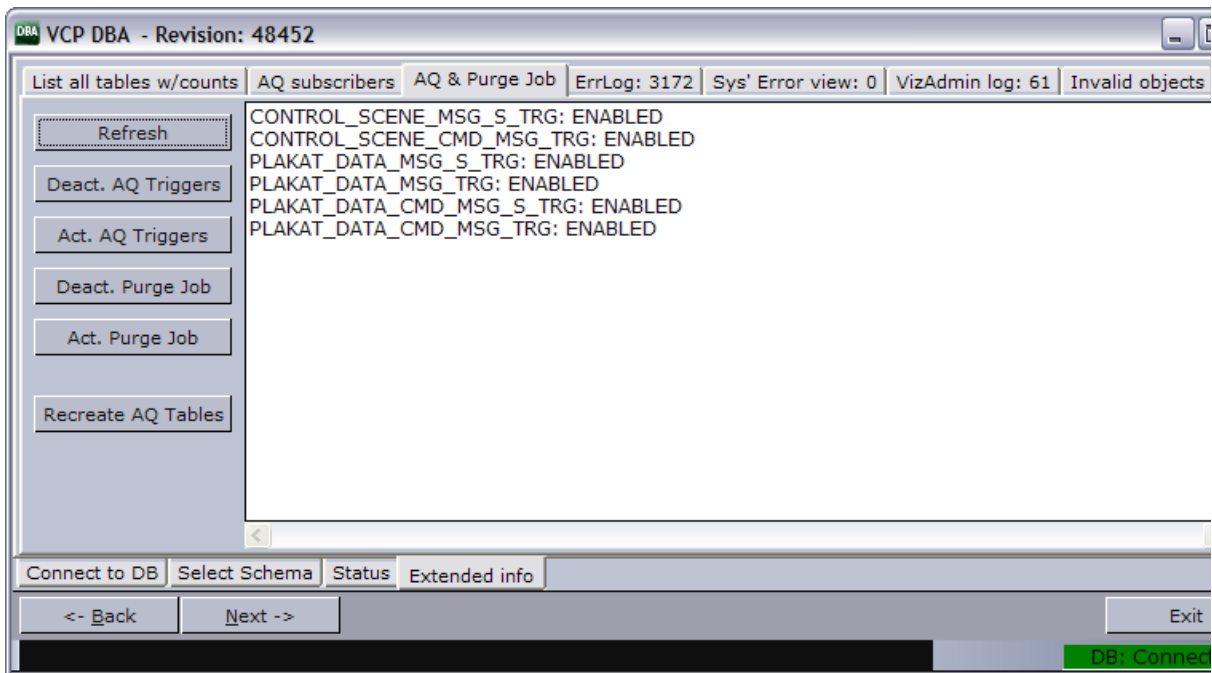 DBA VCP DBA - Revision: 48452
List all tables w/counts AQ subscribers AQ & Purge Job ErrLog: 3172 Sys' Error view: 0 VizAdmin log: 61 Invalid objects
Refresh
Deact. AQ Triggers
Act. AQ Triggers
Deact. Purge Job
Act. Purge Job
Recreate AQ Tables
CONTROL_SCENE_MSG_S_TRG: ENABLED
CONTROL_SCENE_CMD_MSG_TRG: ENABLED
PLAKAT_DATA_MSG_S_TRG: ENABLED
PLAKAT_DATA_MSG_TRG: ENABLED
PLAKAT_DATA_CMD_MSG_S_TRG: ENABLED
PLAKAT_DATA_CMD_MSG_TRG: ENABLED
Connect to DB Select Schema Status Extended info
<- Back Next -> Exit
DB: Connect